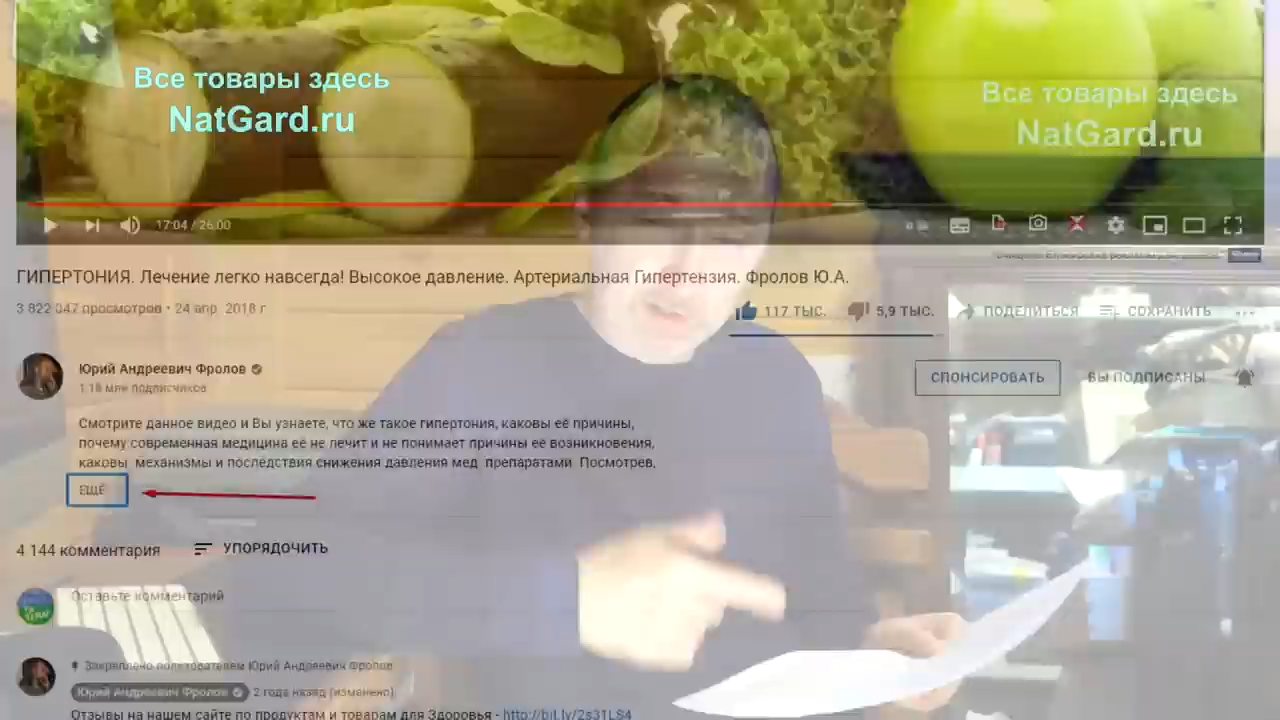 Все товары здесь
NatGard.ru
Все товары здесь
NatGard.ru
17:04 / 26:00
ГИПЕРТОНИЯ. Лечение легко навсегда! Высокое давление. Артериальная Гипертензия. Фролов Ю.А.
3 822 047 просмотров • 24 апр. 2018 г
117 ТЫС.
5,9 ТЫС.
ПОДЕЛИТЬСЯ
СОХРАНИТЬ
Юрий Андреевич Фролов
1,18 млн подписчиков
СПОНСИРОВАТЬ
ВЫ ПОДПИСАНЫ
Смотрите данное видео и Вы узнаете, что же такое гипертония, каковы её причины,
почему современная медицина её не лечит и не понимает причины её возникновения,
каковы механизмы и последствия снижения давления мед препаратами. Посмотрев,
ЕЩЁ
4 144 комментария
УПОРЯДОЧИТЬ
Оставьте комментарий
Закреплено пользователем Юрий Андреевич Фролов
Юрий Андреевич Фролов 2 года назад (изменено)
Отзывы на нашем сайте по продуктам и товарам для Здоровья - http://bit.ly/2s31LS4